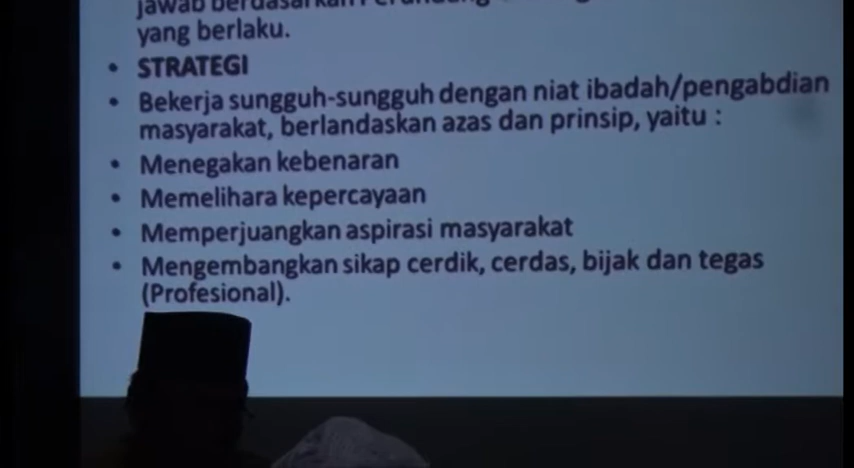 jawab berdasarkan
yang berlaku.
• STRATEGI
• Bekerja sungguh-sungguh dengan niat ibadah/pengabdian
masyarakat, berlandaskan azas dan prinsip, yaitu :
• Menegakan kebenaran
• Memelihara kepercayaan
• Memperjuangkan aspirasi masyarakat
• Mengembangkan sikap cerdik, cerdas, bijak dan tegas
(Profesional).